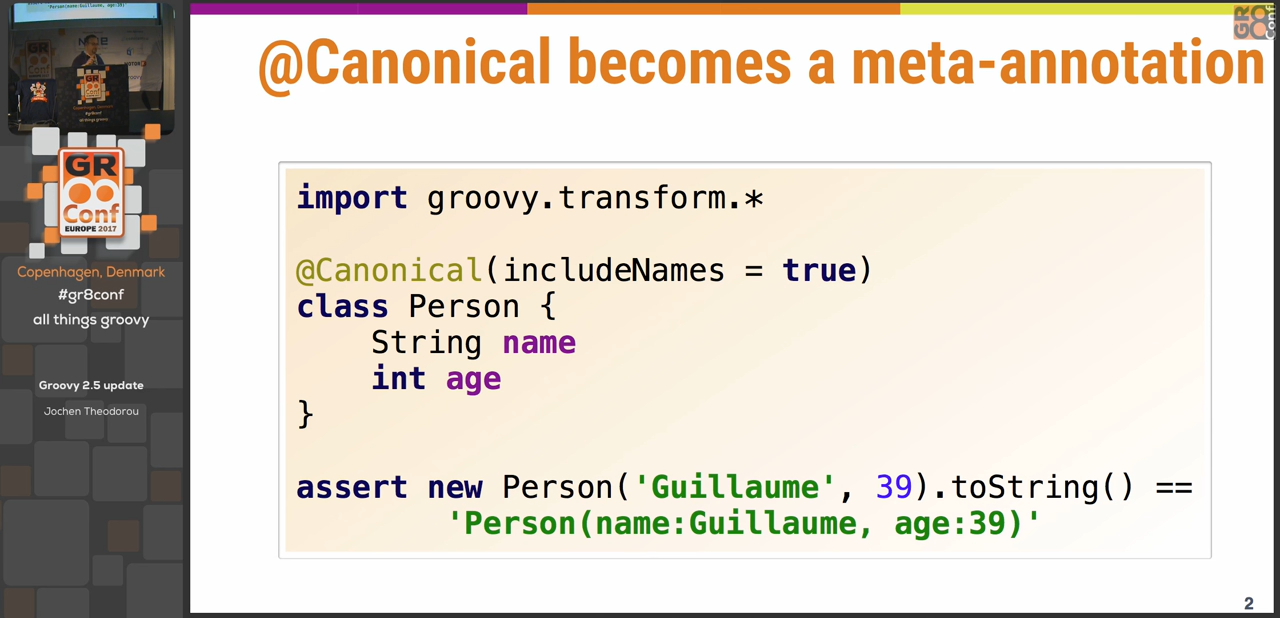 @Canonical becomes a meta-annotation
import groovy.transform.*
@Canonical(includeNames = true)
class Person {
String name
int age
}
assert new Person('Guillaume', 39).toString() ==
'Person(name:Guillaume, age:39)'
2
GR
Conf
EUROPE 2017
Copenhagen, Denmark
#gr8conf
all things groovy
Groovy 2.5 update
Jochen Theodorou